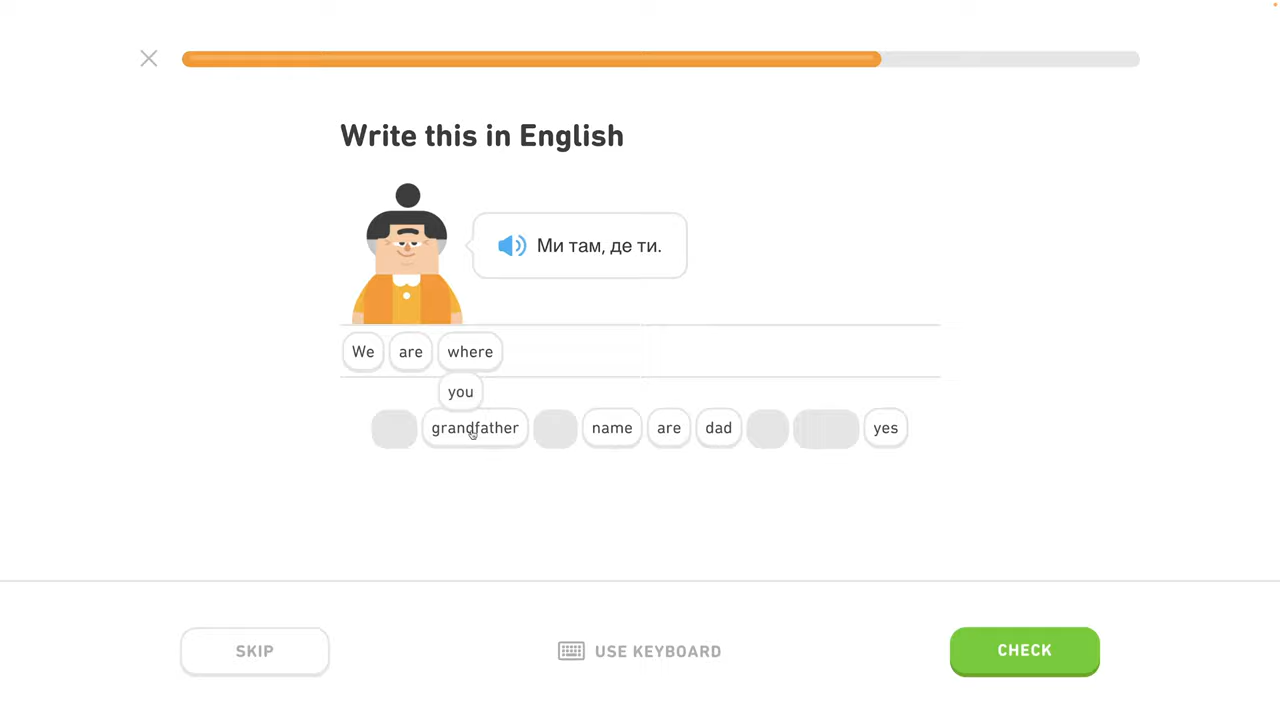 Write this in English
Ми там, де ти.
We are where
you
grandfather name are dad yes
SKIP USE KEYBOARD CHECK